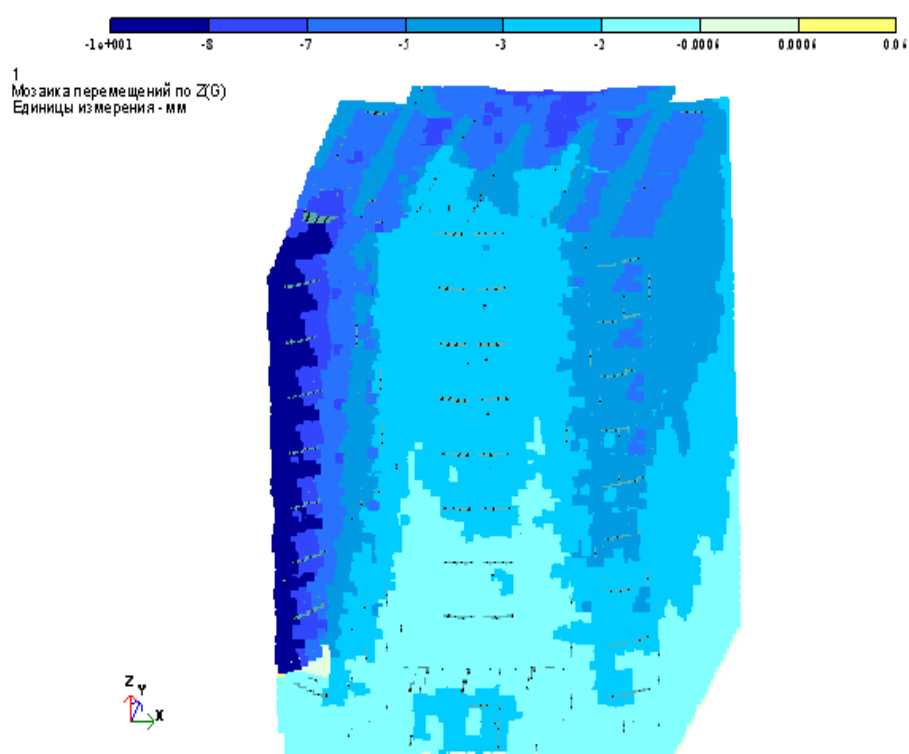 -1e+001 -8 -7 -5 -3 -2 -0.0006 0.0006 0.06
1
Мозаика перемещений по Z(G)
Единицы измерения - мм
Z
Y
X